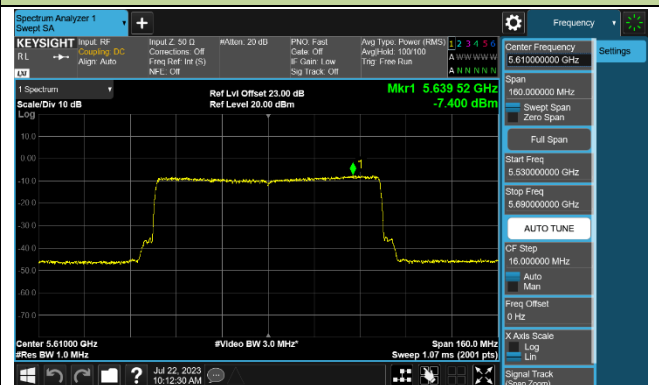 Spectrum Analyzer 1
Swept SA
Frequency
KEYSIGHT
RL
LXI
Input: RF
Coupling: DC
Align: Auto
Input Z: 50 Ω
Corrections: Off
Freq Ref: Int (S)
NFE: Off
#Atten: 20 dB
PNO: Fast
Gate: Off
IF Gain: Low
Sig Track: Off
Avg Type: Power (RMS)
Avg|Hold: 100/100
Trig: Free Run
1 2 3 4 5 6
A W W W W W
A N N N N N
1 Spectrum
Scale/Div 10 dB
Log
Ref Lvl Offset 23.00 dB
Ref Level 20.00 dBm
Mkr1 5.639 52 GHz
-7.400 dBm
10.0
0.00
-10.0
-20.0
-30.0
-40.0
-50.0
-60.0
-70.0
1
Center 5.61000 GHz
#Res BW 1.0 MHz
#Video BW 3.0 MHz*
Span 160.0 MHz
Sweep 1.07 ms (2001 pts)
Jul 22, 2023
10:12:30 AM
Center Frequency
5.610000000 GHz
Settings
Span
160.000000 MHz
Swept Span
Zero Span
Full Span
Start Freq
5.530000000 GHz
Stop Freq
5.690000000 GHz
AUTO TUNE
CF Step
16.000000 MHz
Auto
Man
Freq Offset
0 Hz
X Axis Scale
Log
Lin
Signal Track
(Span Zoom)